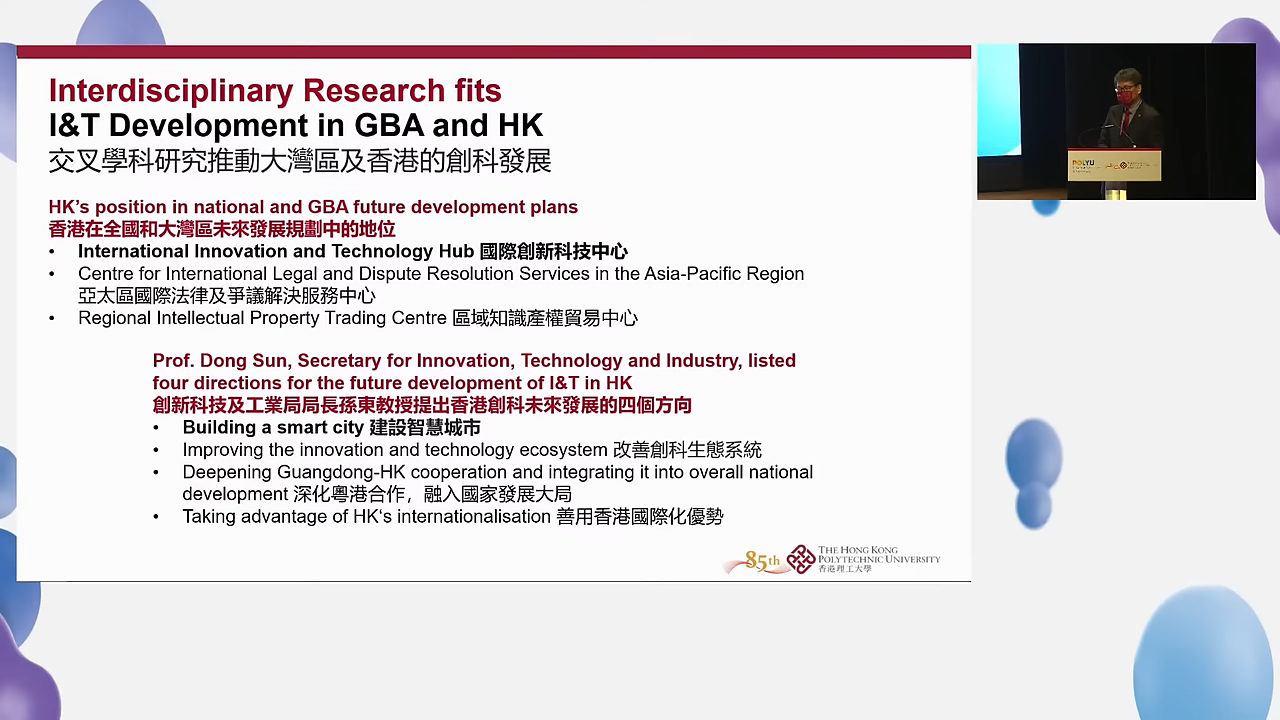 Interdisciplinary Research fits
I&T Development in GBA and HK
交叉學科研究推動大灣區及香港的創科發展
HK’s position in national and GBA future development plans
香港在全國和大灣區未來發展規劃中的地位
• International Innovation and Technology Hub 國際創新科技中心
• Centre for International Legal and Dispute Resolution Services in the Asia-Pacific Region
亞太區國際法律及爭議解決服務中心
• Regional Intellectual Property Trading Centre 區域知識產權貿易中心
Prof. Dong Sun, Secretary for Innovation, Technology and Industry, listed
four directions for the future development of I&T in HK
創新科技及工業局局長孫東教授提出香港創科未來發展的四個方向
• Building a smart city 建設智慧城市
• Improving the innovation and technology ecosystem 改善創科生態系統
• Deepening Guangdong-HK cooperation and integrating it into overall national
development 深化粵港合作，融入國家發展大局
• Taking advantage of HK‘s internationalisation 善用香港國際化優勢
85th
THE HONG KONG
POLYTECHNIC UNIVERSITY
香港理工大學
POLYU